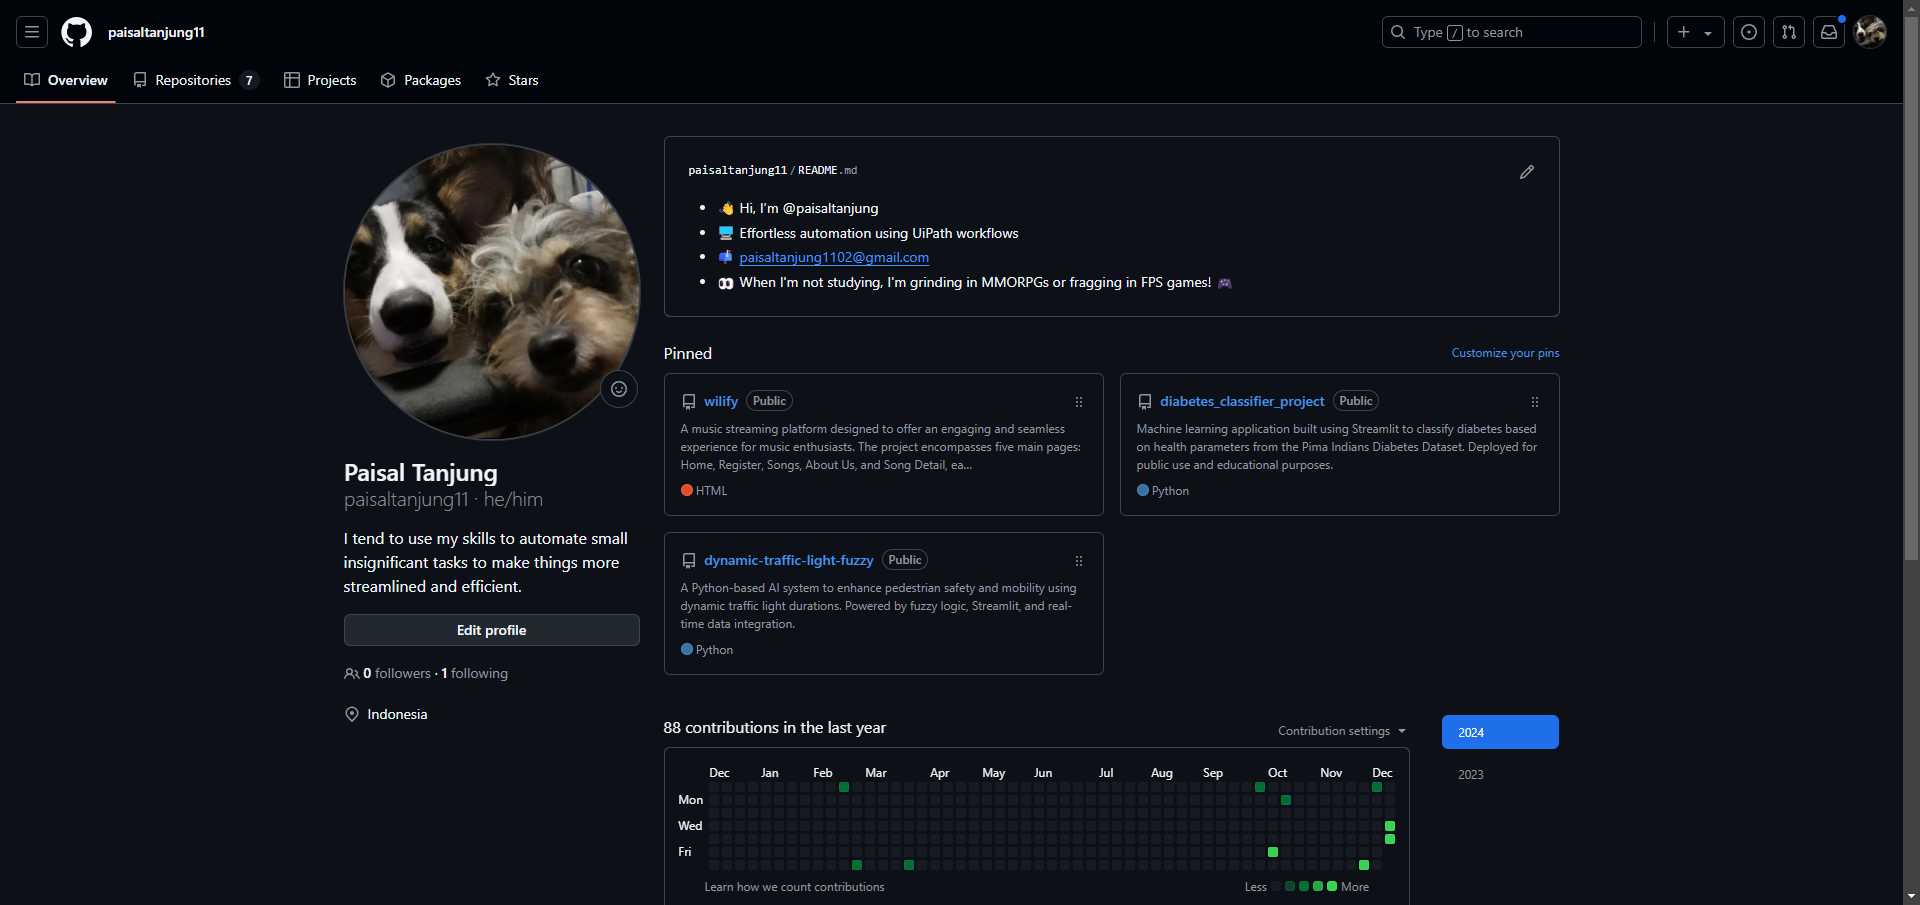 paisaltanjung11
Type / to search
Overview
Repositories 7
Projects
Packages
Stars
paisaltanjung11/README.md
👋 Hi, I'm @paisaltanjung
🖥️ Effortless automation using UiPath workflows
📫 paisaltanjung1102@gmail.com
👀 When I'm not studying, I'm grinding in MMORPGs or fragging in FPS games! 🎮
Paisal Tanjung
paisaltanjung11 · he/him
I tend to use my skills to automate small
insignificant tasks to make things more
streamlined and efficient.
Edit profile
0 followers · 1 following
Indonesia
Pinned
Customize your pins
wilify Public
A music streaming platform designed to offer an engaging and seamless
experience for music enthusiasts. The project encompasses five main pages:
Home, Register, Songs, About Us, and Song Detail, ea...
HTML
diabetes_classifier_project Public
Machine learning application built using Streamlit to classify diabetes based
on health parameters from the Pima Indians Diabetes Dataset. Deployed for
public use and educational purposes.
Python
dynamic-traffic-light-fuzzy Public
A Python-based AI system to enhance pedestrian safety and mobility using
dynamic traffic light durations. Powered by fuzzy logic, Streamlit, and real-
time data integration.
Python
88 contributions in the last year
Contribution settings
2024
2023
Dec Jan Feb Mar Apr May Jun Jul Aug Sep Oct Nov Dec
Mon
Wed
Fri
Learn how we count contributions
Less More